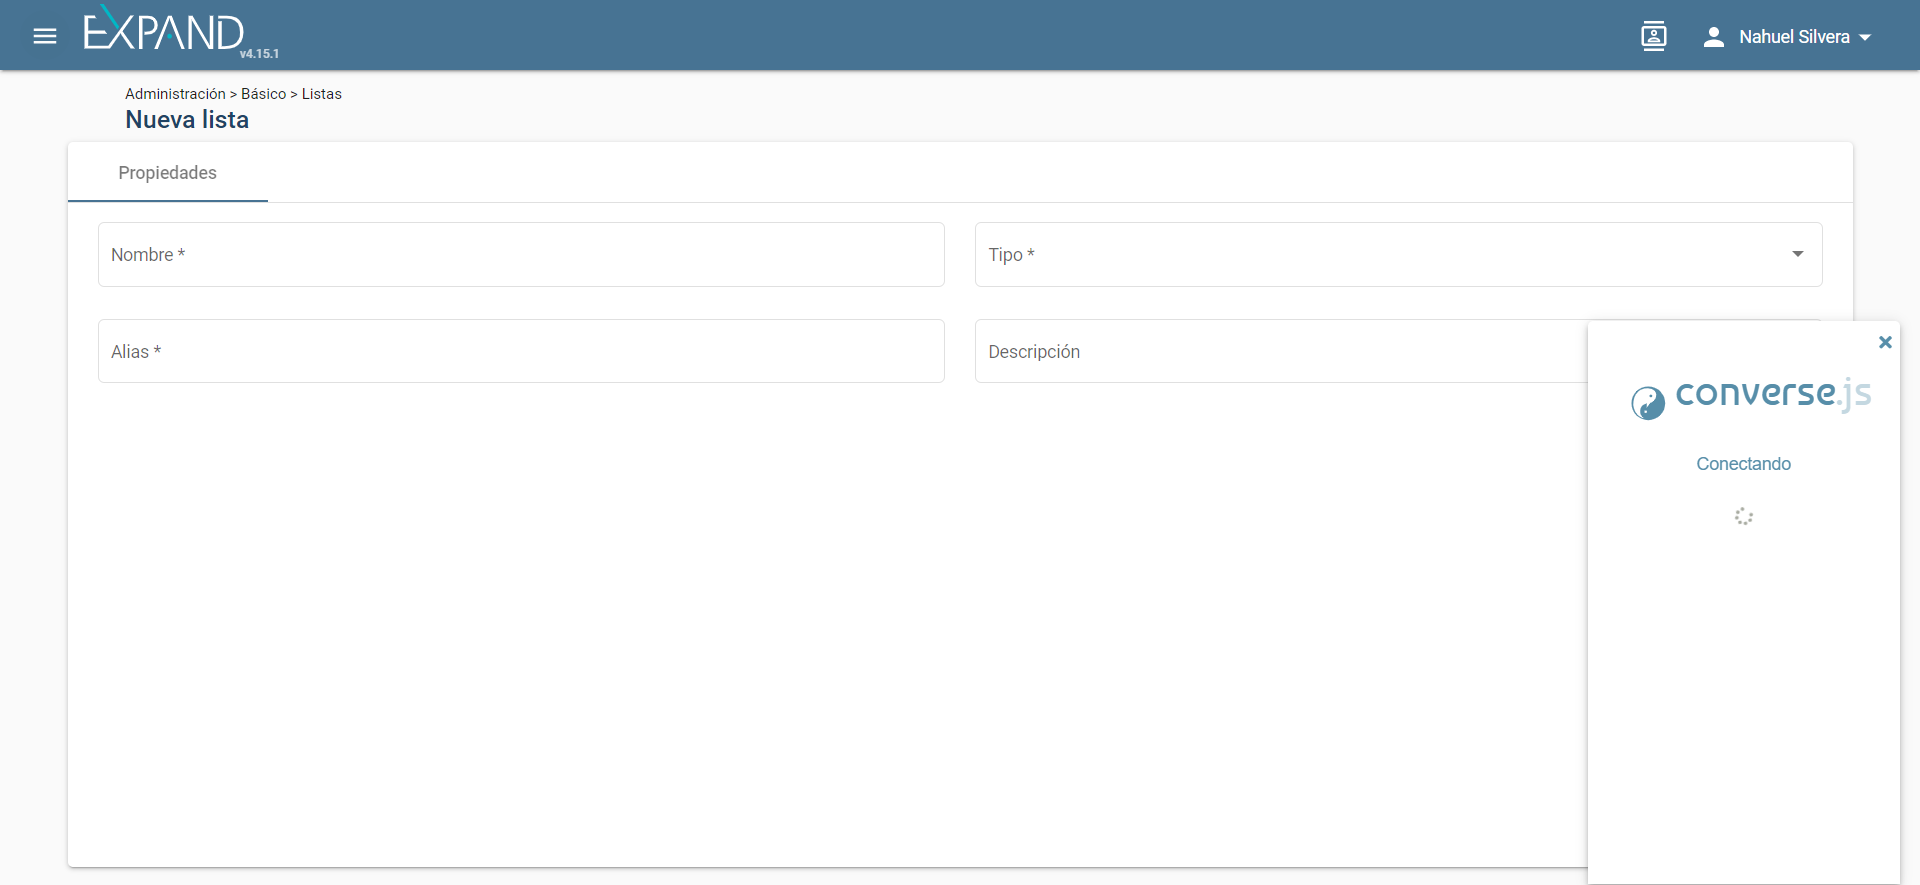 EXPAND
v4.15.1
Nahuel Silvera
Administración > Básico > Listas
Nueva lista
Propiedades
Nombre *
Tipo *
Alias *
Descripción
converse.js
Conectando